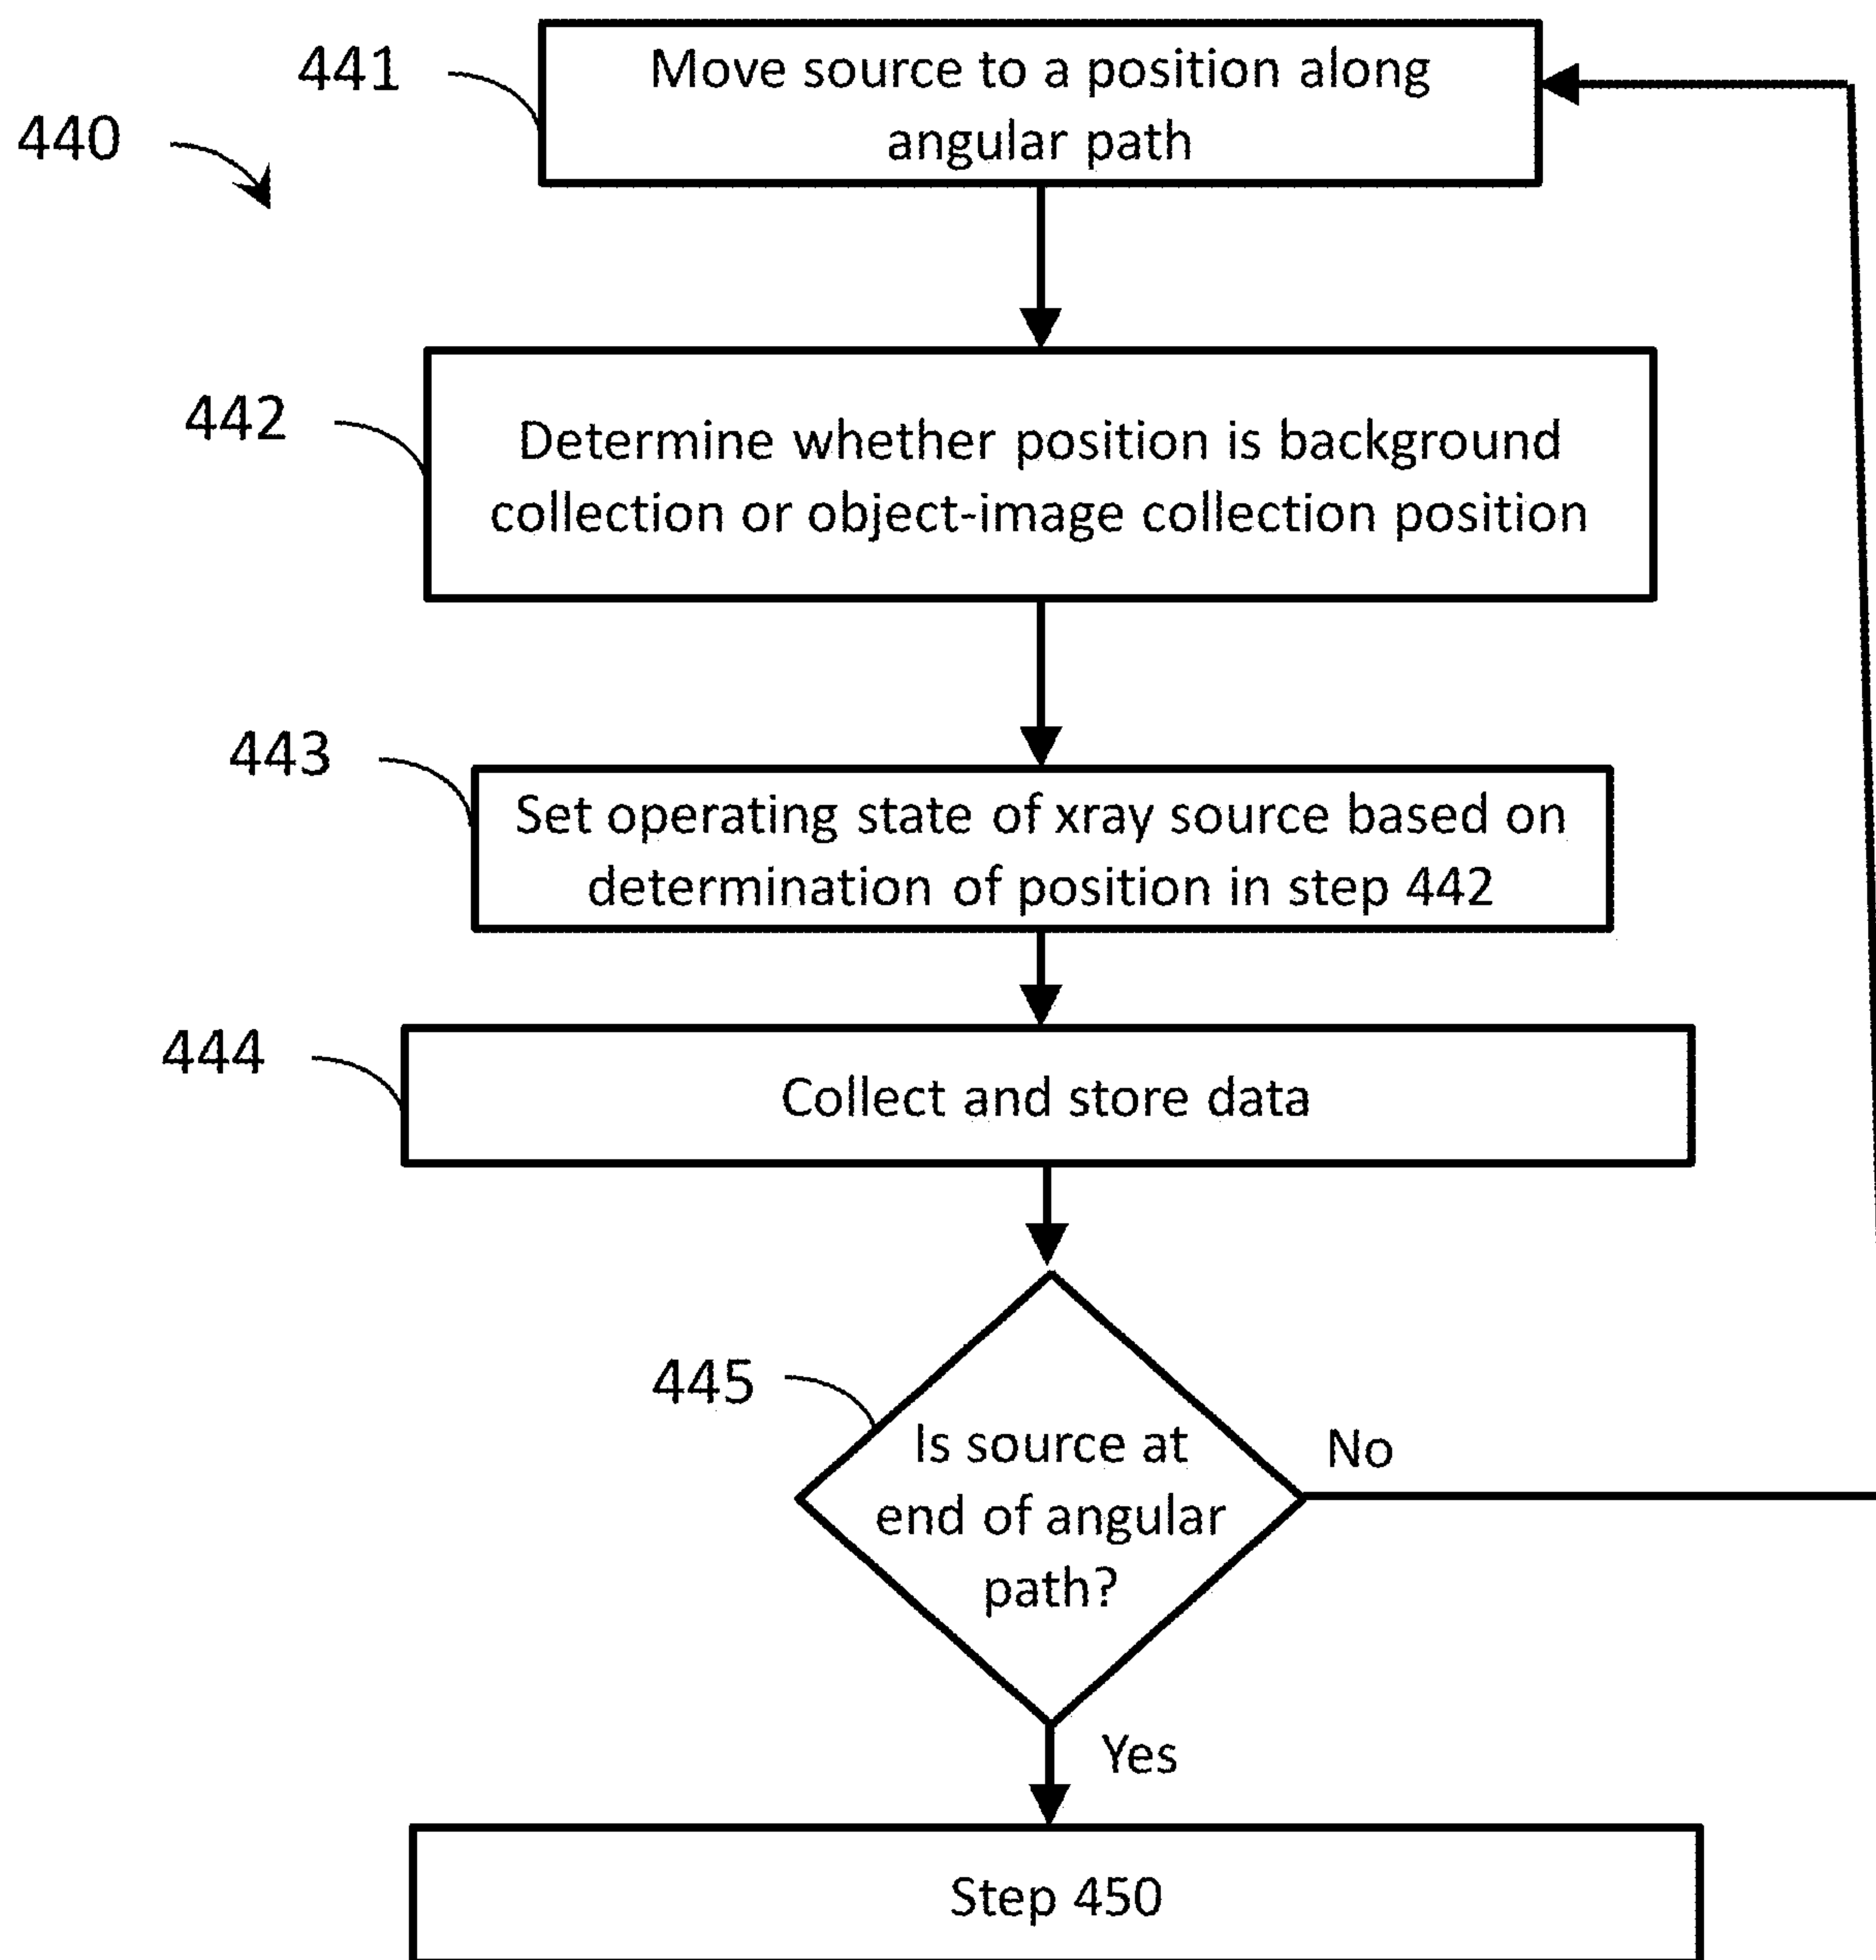 441
Move source to a position along
angular path
440
442
Determine whether position is background
collection or object-image collection position
443
Set operating state of xray source based on
determination of position in step 442
444
Collect and store data
445
Is source at
end of angular
path?
No
Yes
Step 450